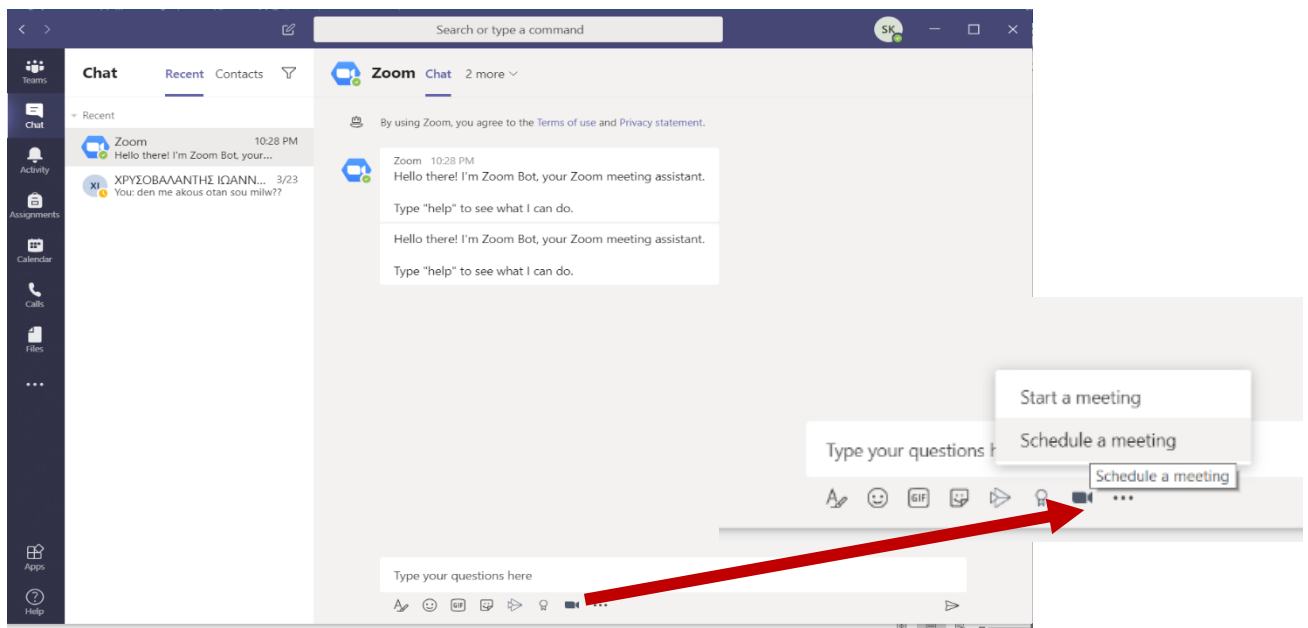 Search or type a command
SK
Teams
Chat
Activity
Assignments
Calendar
Calls
Files
Apps
Help
Chat Recent Contacts
Recent
Zoom 10:28 PM
Hello there! I'm Zoom Bot, your...
XI
ΧΡΥΣΟΒΑΛΑΝΤΗΣ ΙΩΑΝΝ... 3/23
You: den me akous otan sou milw??
Zoom Chat 2 more
By using Zoom, you agree to the Terms of use and Privacy statement.
Zoom 10:28 PM
Hello there! I'm Zoom Bot, your Zoom meeting assistant.
Type "help" to see what I can do.
Hello there! I'm Zoom Bot, your Zoom meeting assistant.
Type "help" to see what I can do.
Type your questions here
GIF
Start a meeting
Schedule a meeting
Type your questions
Schedule a meeting
GIF